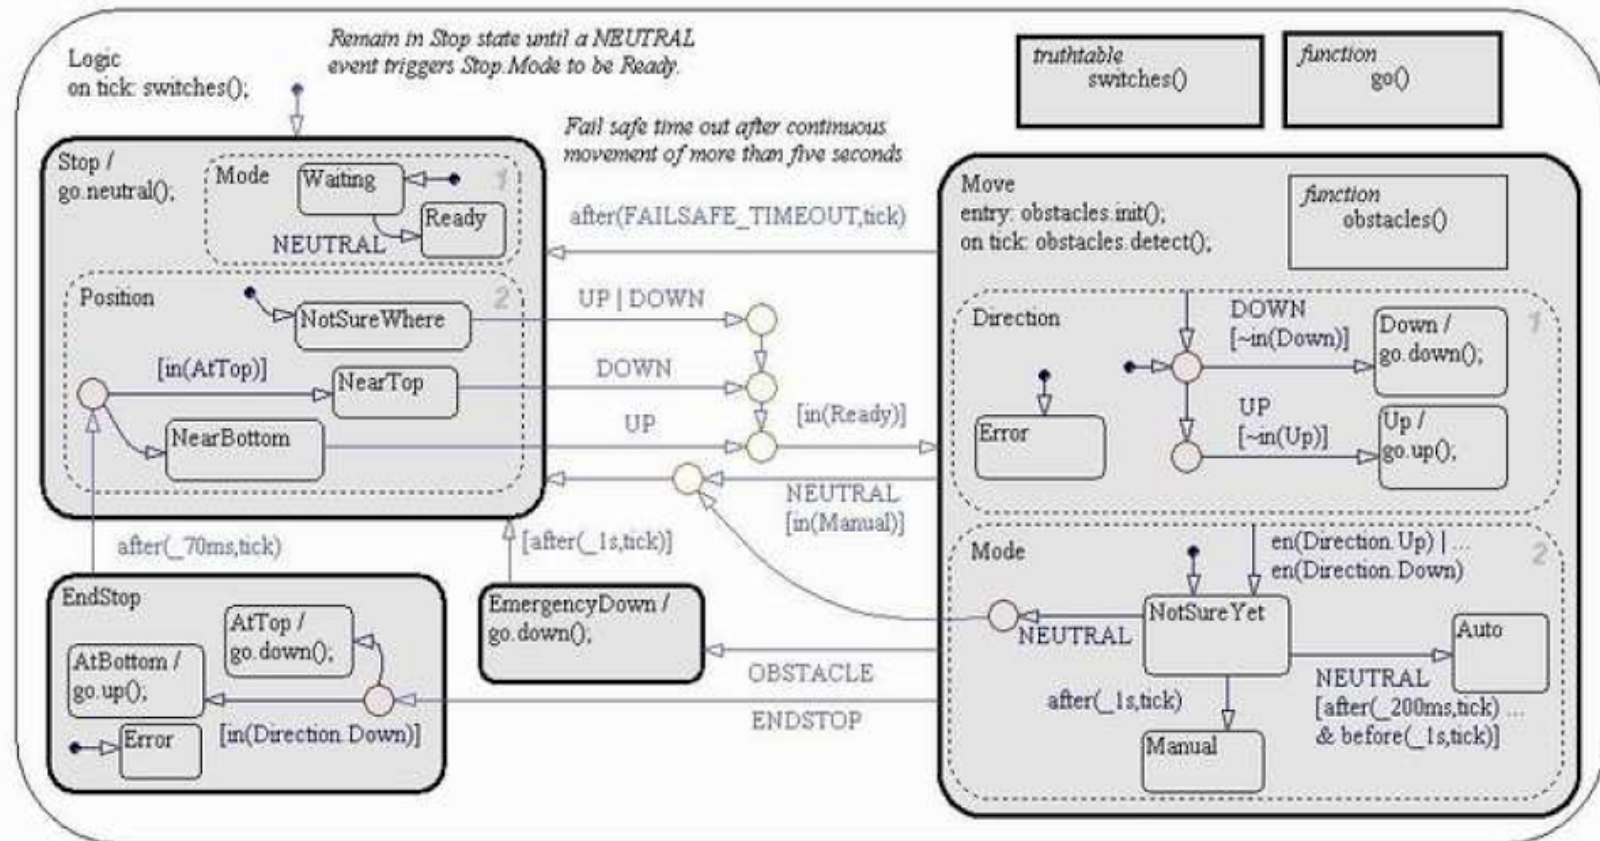 Logic
on tick: switches();
Remain in Stop state until a NEUTRAL
event triggers Stop.Mode to be Ready.
truthtable
switches()
function
go()
Fail safe time out after continuous
movement of more than five seconds
Stop /
go.neutral();
Mode
1
Waiting
Ready
NEUTRAL
after(FAILSAFE_TIMEOUT,tick)
Position
2
NotSureWhere
[in(AtTop)]
NearTop
NearBottom
UP | DOWN
DOWN
UP
[in(Ready)]
NEUTRAL
[in(Manual)]
Move
entry: obstacles.init();
on tick: obstacles.detect();
function
obstacles()
Direction
1
DOWN
[~in(Down)]
Down /
go.down();
UP
[~in(Up)]
Up /
go.up();
Error
Mode
2
en(Direction.Up) | ...
en(Direction.Down)
NotSureYet
NEUTRAL
Auto
NEUTRAL
[after(_200ms,tick) ...
& before(_1s,tick)]
after(_1s,tick)
Manual
after(_70ms,tick)
[after(_1s,tick)]
EndStop
AtTop /
go.down();
AtBottom /
go.up();
Error
[in(Direction.Down)]
EmergencyDown /
go.down();
OBSTACLE
ENDSTOP